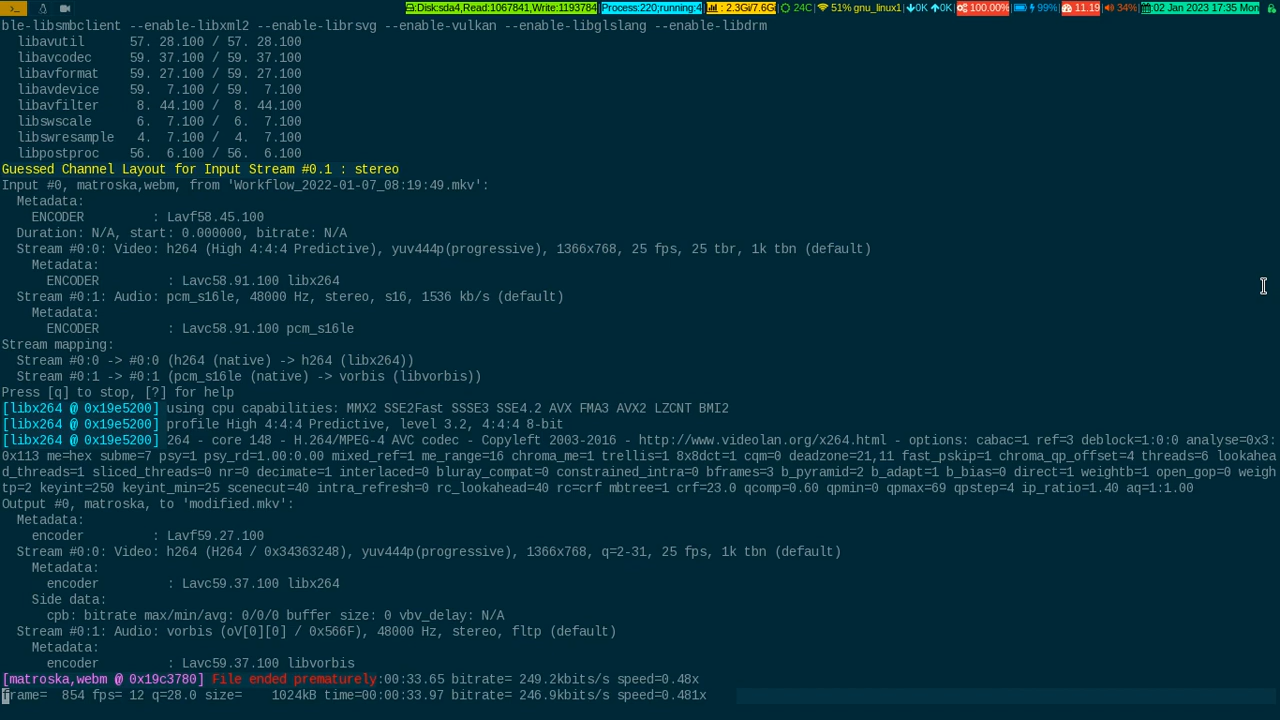 >_ Disk:sda4,Read:1067841,Write:1193784 Process:220;running:4 : 2.3Gi/7.6Gi 24C 51% gnu_linux1 0K 0K 100.00% 99% 11.19 34% :02 Jan 2023 17:35 Mon
ble-libsmbclient --enable-libxml2 --enable-librsvg --enable-vulkan --enable-libglslang --enable-libdrm
libavutil 57. 28.100 / 57. 28.100
libavcodec 59. 37.100 / 59. 37.100
libavformat 59. 27.100 / 59. 27.100
libavdevice 59. 7.100 / 59. 7.100
libavfilter 8. 44.100 / 8. 44.100
libswscale 6. 7.100 / 6. 7.100
libswresample 4. 7.100 / 4. 7.100
libpostproc 56. 6.100 / 56. 6.100
Guessed Channel Layout for Input Stream #0.1 : stereo
Input #0, matroska,webm, from 'Workflow_2022-01-07_08:19:49.mkv':
Metadata:
ENCODER : Lavf58.45.100
Duration: N/A, start: 0.000000, bitrate: N/A
Stream #0:0: Video: h264 (High 4:4:4 Predictive), yuv444p(progressive), 1366x768, 25 fps, 25 tbr, 1k tbn (default)
Metadata:
ENCODER : Lavc58.91.100 libx264
Stream #0:1: Audio: pcm_s16le, 48000 Hz, stereo, s16, 1536 kb/s (default)
Metadata:
ENCODER : Lavc58.91.100 pcm_s16le
Stream mapping:
Stream #0:0 -> #0:0 (h264 (native) -> h264 (libx264))
Stream #0:1 -> #0:1 (pcm_s16le (native) -> vorbis (libvorbis))
Press [q] to stop, [?] for help
[libx264 @ 0x19e5200] using cpu capabilities: MMX2 SSE2Fast SSSE3 SSE4.2 AVX FMA3 AVX2 LZCNT BMI2
[libx264 @ 0x19e5200] profile High 4:4:4 Predictive, level 3.2, 4:4:4 8-bit
[libx264 @ 0x19e5200] 264 - core 148 - H.264/MPEG-4 AVC codec - Copyleft 2003-2016 - http://www.videolan.org/x264.html - options: cabac=1 ref=3 deblock=1:0:0 analyse=0x3:
0x113 me=hex subme=7 psy=1 psy_rd=1.00:0.00 mixed_ref=1 me_range=16 chroma_me=1 trellis=1 8x8dct=1 cqm=0 deadzone=21,11 fast_pskip=1 chroma_qp_offset=4 threads=6 lookahea
d_threads=1 sliced_threads=0 nr=0 decimate=1 interlaced=0 bluray_compat=0 constrained_intra=0 bframes=3 b_pyramid=2 b_adapt=1 b_bias=0 direct=1 weightb=1 open_gop=0 weigh
tp=2 keyint=250 keyint_min=25 scenecut=40 intra_refresh=0 rc_lookahead=40 rc=crf mbtree=1 crf=23.0 qcomp=0.60 qpmin=0 qpmax=69 qpstep=4 ip_ratio=1.40 aq=1:1.00
Output #0, matroska, to 'modified.mkv':
Metadata:
encoder : Lavf59.27.100
Stream #0:0: Video: h264 (H264 / 0x34363248), yuv444p(progressive), 1366x768, q=2-31, 25 fps, 1k tbn (default)
Metadata:
encoder : Lavc59.37.100 libx264
Side data:
cpb: bitrate max/min/avg: 0/0/0 buffer size: 0 vbv_delay: N/A
Stream #0:1: Audio: vorbis (oV[0][0] / 0x566F), 48000 Hz, stereo, fltp (default)
Metadata:
encoder : Lavc59.37.100 libvorbis
[matroska,webm @ 0x19c3780] File ended prematurely:00:33.65 bitrate= 249.2kbits/s speed=0.48x
frame= 854 fps= 12 q=28.0 size= 1024kB time=00:00:33.97 bitrate= 246.9kbits/s speed=0.481x